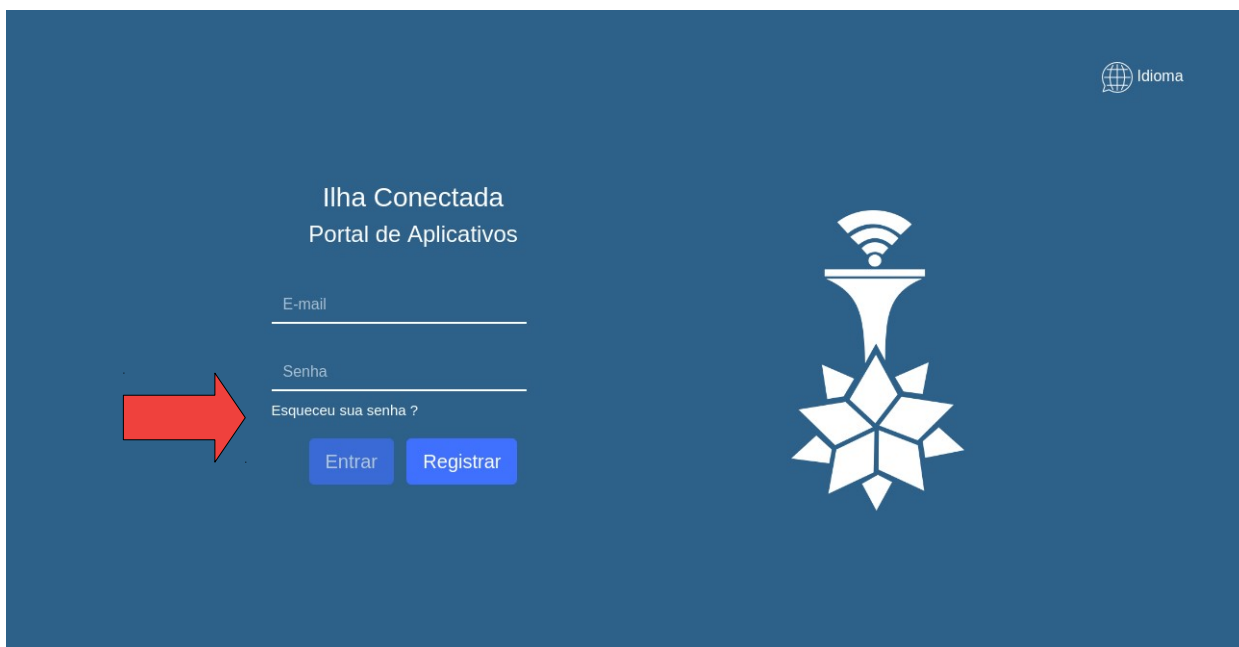 Idioma
Ilha Conectada
Portal de Aplicativos
E-mail
Senha
Esqueceu sua senha ?
Entrar Registrar